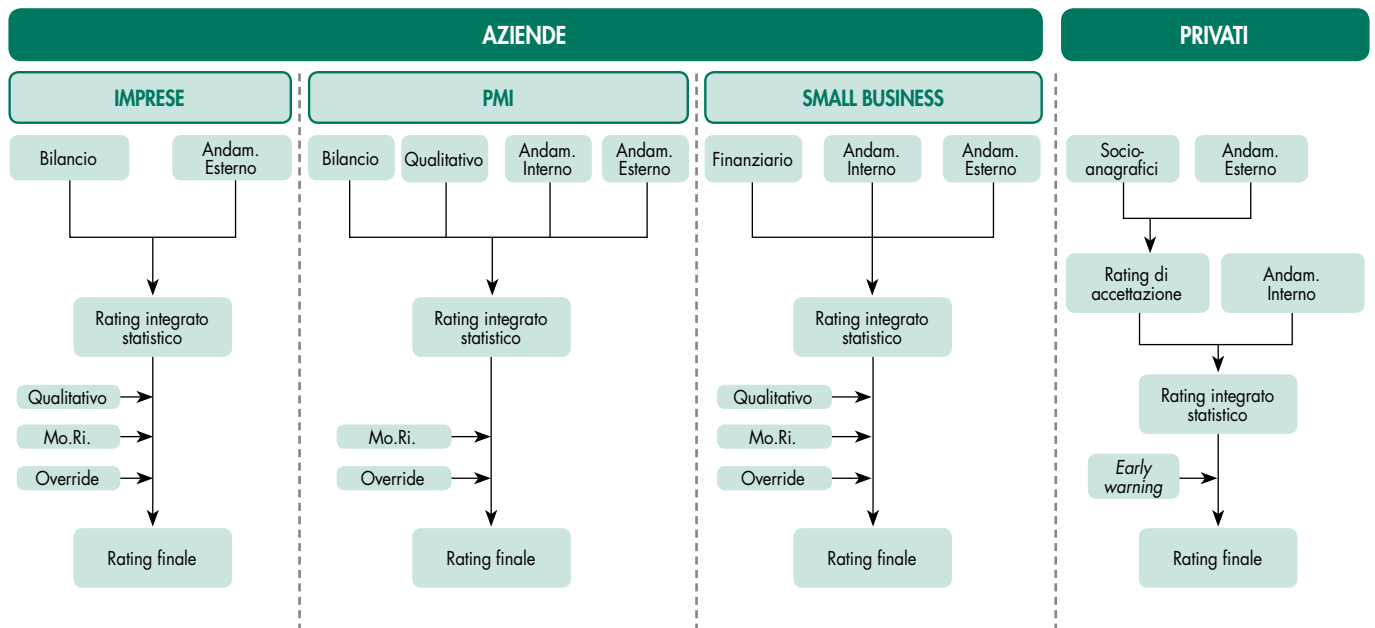 AZIENDE
PRIVATI
IMPRESE
PMI
SMALL BUSINESS
Bilancio
Andam.
Esterno
Bilancio
Qualitativo
Andam.
Interno
Andam.
Esterno
Finanziario
Andam.
Interno
Andam.
Esterno
Socio-
anagrafici
Andam.
Esterno
Rating di
accettazione
Andam.
Interno
Rating integrato
statistico
Rating integrato
statistico
Rating integrato
statistico
Rating integrato
statistico
Qualitativo
Mo.Ri.
Override
Mo.Ri.
Override
Qualitativo
Mo.Ri.
Override
Early
warning
Rating finale
Rating finale
Rating finale
Rating finale